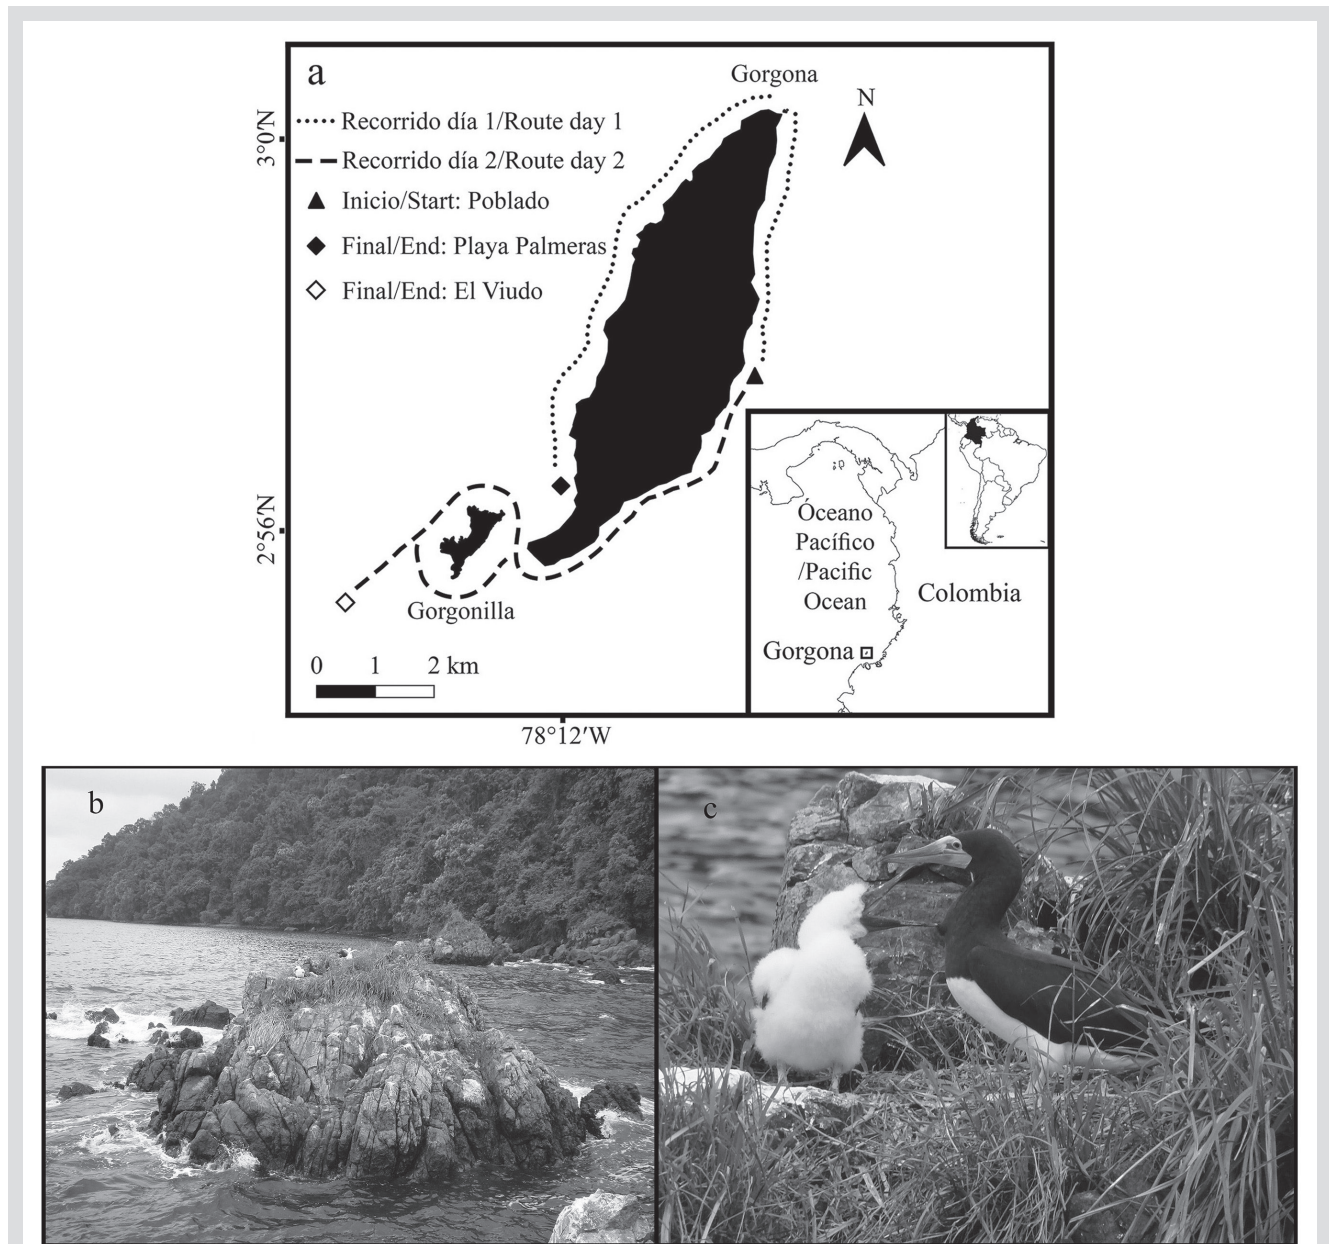 a
Gorgona
N
Recorrido día 1/Route day 1
Recorrido día 2/Route day 2
Inicio/Start: Poblado
Final/End: Playa Palmeras
Final/End: El Viudo
3°0'N
2°56'N
Gorgonilla
0 1 2 km
78°12'W
Óceano
Pacífico
/Pacific
Ocean
Colombia
Gorgona
b
c